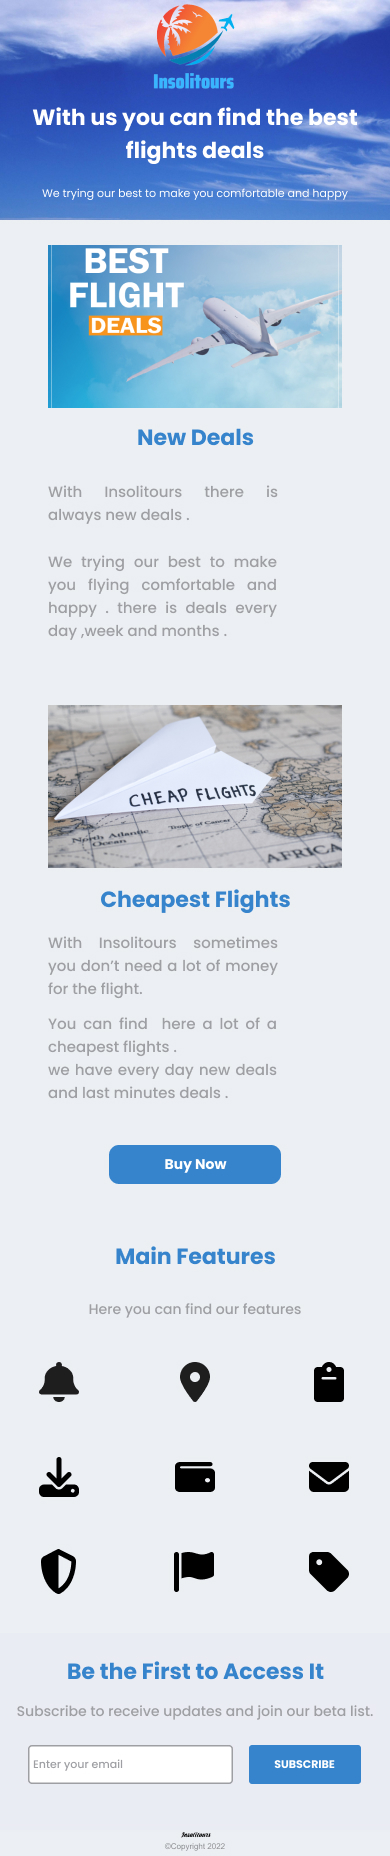 Insolitours
With us you can find the best
flights deals
We trying our best to make you comfortable and happy
BEST
FLIGHT
DEALS
New Deals
With Insolitours there is
always new deals .
We trying our best to make
you flying comfortable and
happy . there is deals every
day ,week and months .
CHEAP FLIGHTS
North Atlantic
Ocean
Tropic of Cancer
AFRICA
Cheapest Flights
With Insolitours sometimes
you don't need a lot of money
for the flight.
You can find here a lot of a
cheapest flights .
we have every day new deals
and last minutes deals .
Buy Now
Main Features
Here you can find our features
Be the First to Access It
Subscribe to receive updates and join our beta list.
Enter your email
SUBSCRIBE
Insolitours
©Copyright 2022